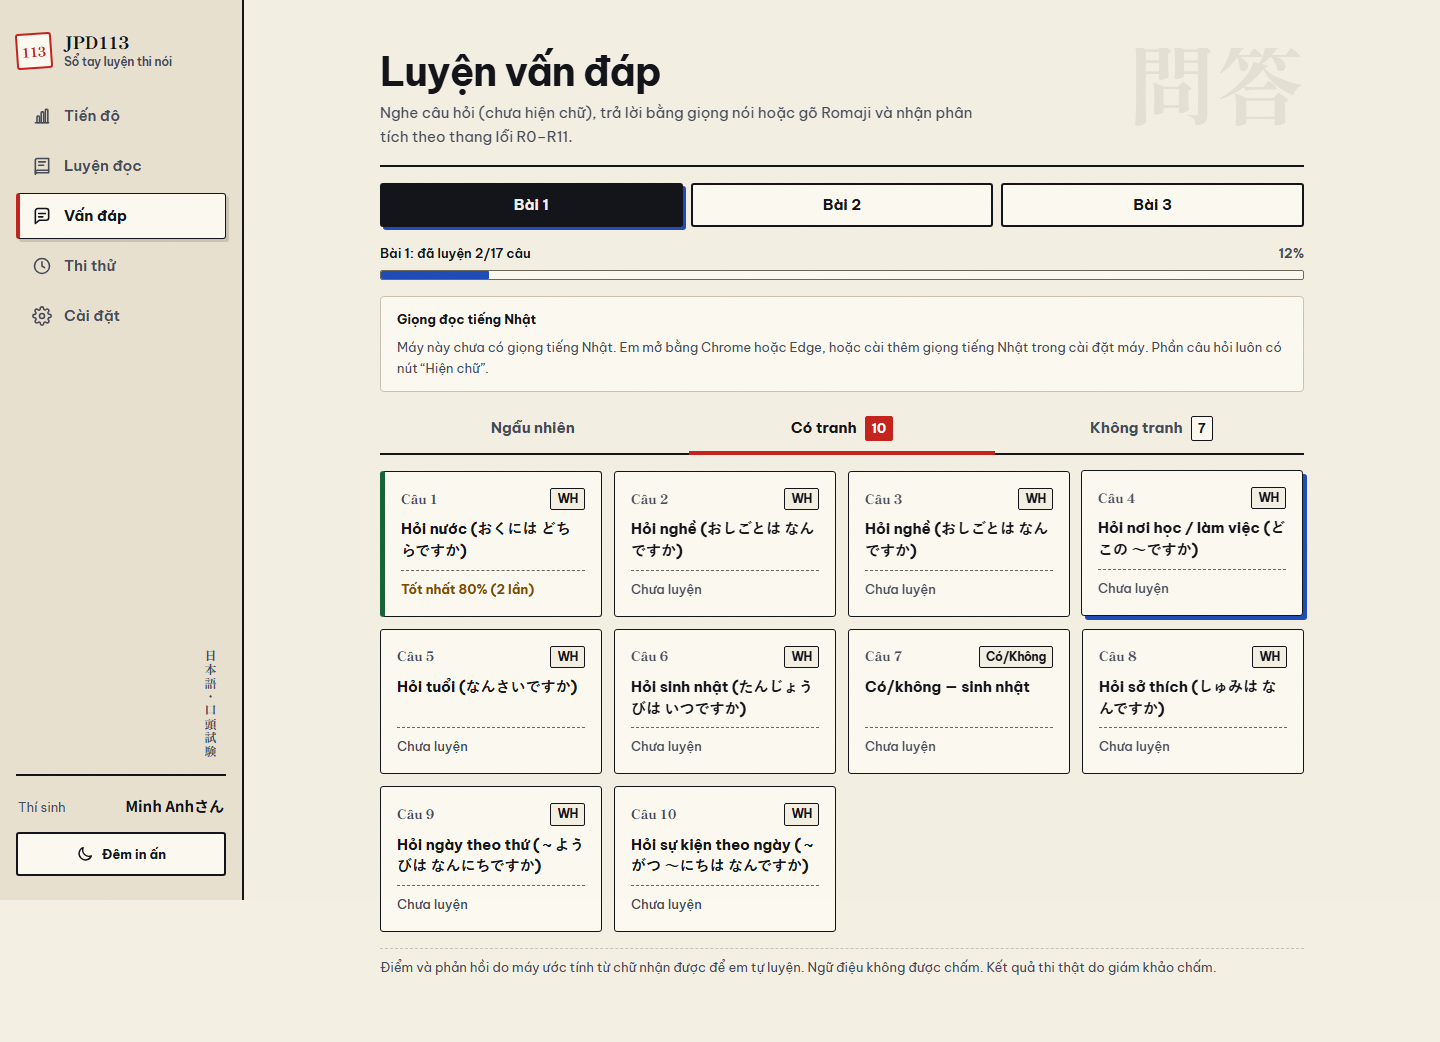 113
JPD113
Sổ tay luyện thi nói
Tiến độ
Luyện đọc
Vấn đáp
Thi thử
Cài đặt
日本語・口頭試験
Thí sinh
Minh Anhさん
Đêm in ấn
Luyện vấn đáp
問答
Nghe câu hỏi (chưa hiện chữ), trả lời bằng giọng nói hoặc gõ Romaji và nhận phân
tích theo thang lỗi R0–R11.
Bài 1
Bài 2
Bài 3
Bài 1: đã luyện 2/17 câu
12%
Giọng đọc tiếng Nhật
Máy này chưa có giọng tiếng Nhật. Em mở bằng Chrome hoặc Edge, hoặc cài thêm giọng tiếng Nhật trong cài đặt máy. Phần câu hỏi luôn có
nút “Hiện chữ”.
Ngẫu nhiên
Có tranh 10
Không tranh 7
Câu 1
WH
Hỏi nước (おくには どち
らですか)
Tốt nhất 80% (2 lần)
Câu 2
WH
Hỏi nghề (おしごとは なん
ですか)
Chưa luyện
Câu 3
WH
Hỏi nghề (おしごとは なん
ですか)
Chưa luyện
Câu 4
WH
Hỏi nơi học / làm việc (ど
この ～ですか)
Chưa luyện
Câu 5
WH
Hỏi tuổi (なんさいですか)
Chưa luyện
Câu 6
WH
Hỏi sinh nhật (たんじょう
びは いつですか)
Chưa luyện
Câu 7
Có/Không
Có/không — sinh nhật
Chưa luyện
Câu 8
WH
Hỏi sở thích (しゅみは な
んですか)
Chưa luyện
Câu 9
WH
Hỏi ngày theo thứ (~よう
びは なんにちですか)
Chưa luyện
Câu 10
WH
Hỏi sự kiện theo ngày (~
がつ ～にちは なんですか)
Chưa luyện
Điểm và phản hồi do máy ước tính từ chữ nhận được để em tự luyện. Ngữ điệu không được chấm. Kết quả thi thật do giám khảo chấm.